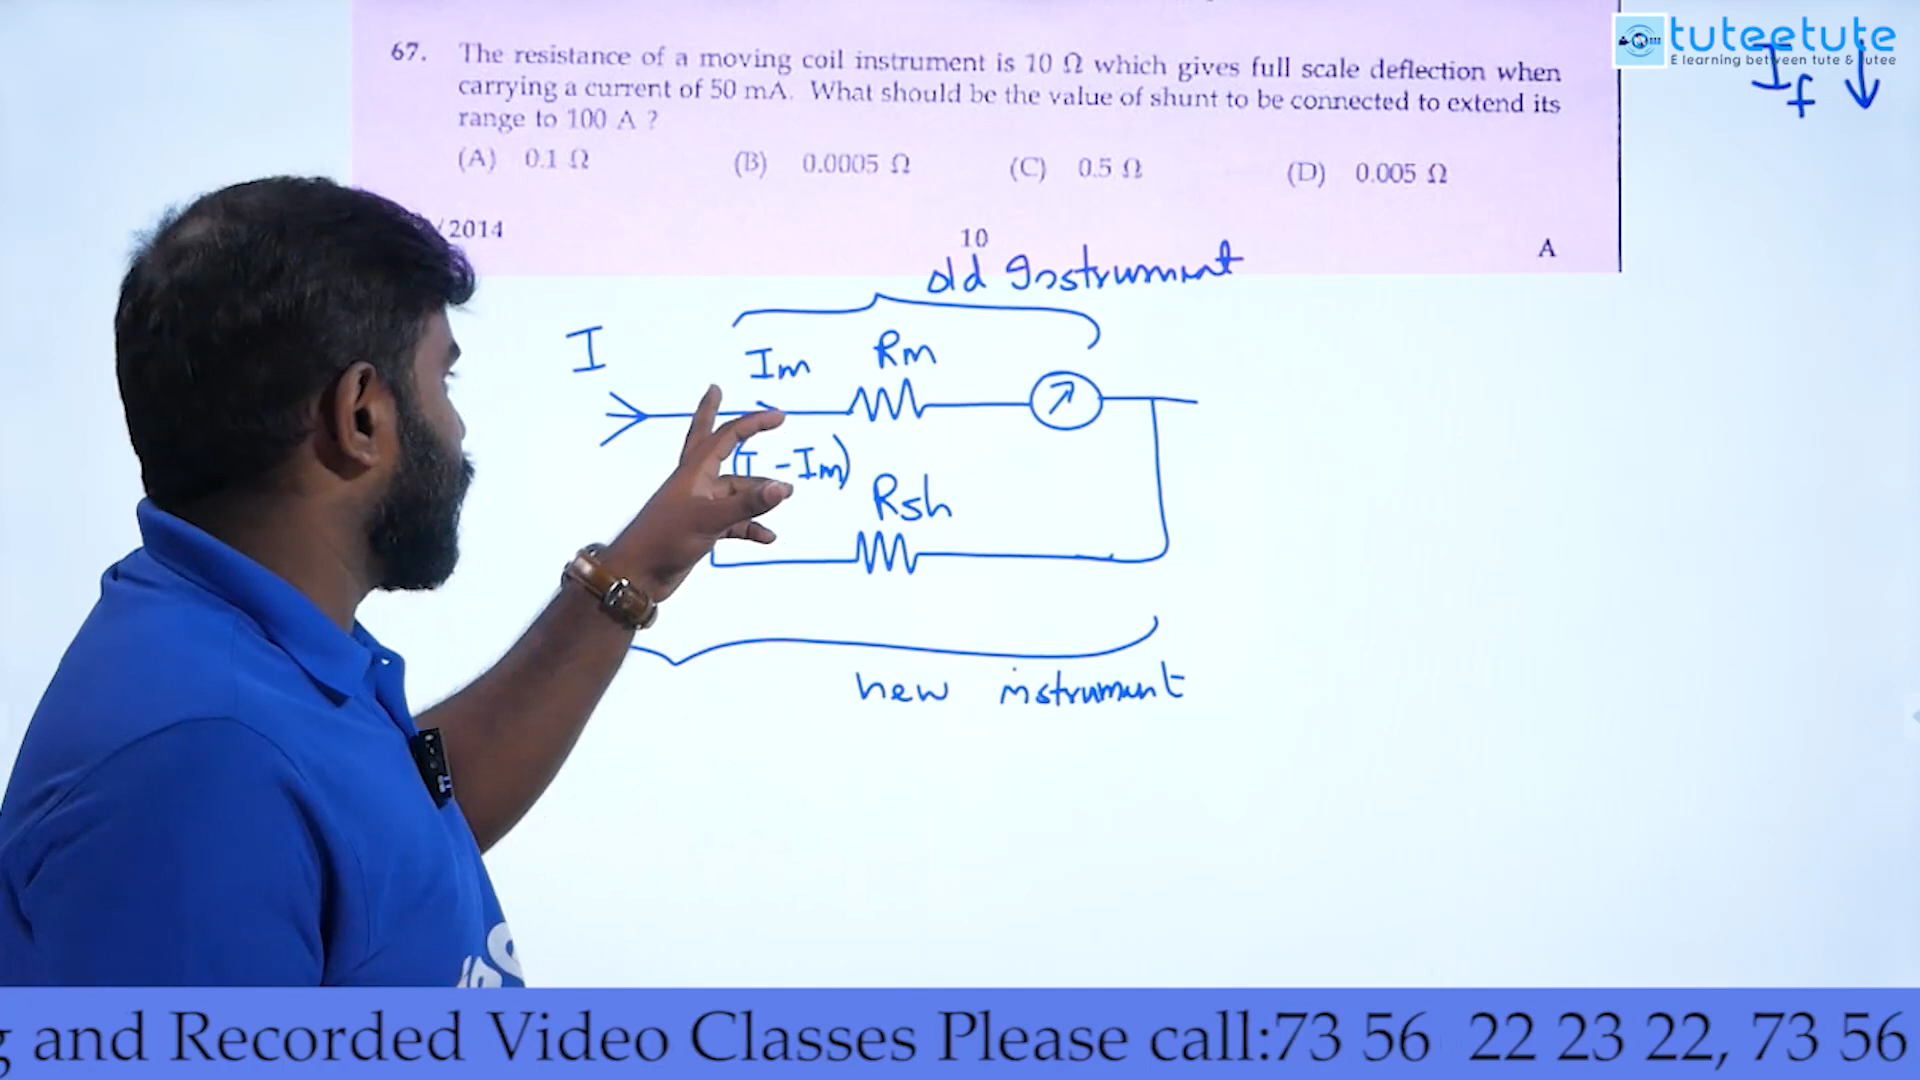 67. The resistance of a moving coil instrument is 10 Ω which gives full scale deflection when
carrying a current of 50 mA. What should be the value of shunt to be connected to extend its
range to 100 A ?
(A) 0.1 Ω (B) 0.0005 Ω (C) 0.5 Ω (D) 0.005 Ω
/2014
10
A
tuteetute
E learning between tute & tutee
If ↓
old Instrument
I
Im Rm
(I - Im)
Rsh
new instrument
and Recorded Video Classes Please call:73 56 22 23 22, 73 56